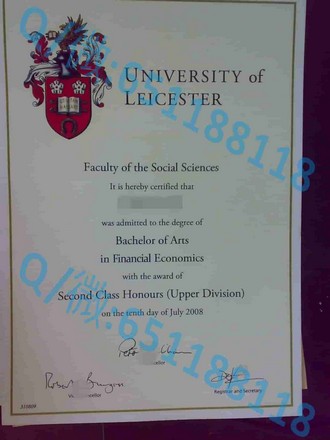 UNIVERSITY of
LEICESTER
Faculty of the Social Sciences
It is hereby certified that
was admitted to the degree of
Bachelor of Arts
in Financial Economics
with the award of
Second Class Honours (Upper Division)
on the tenth day of July 2008
Registrar and Secretary
Q/微:651188118
Q/微:651188118